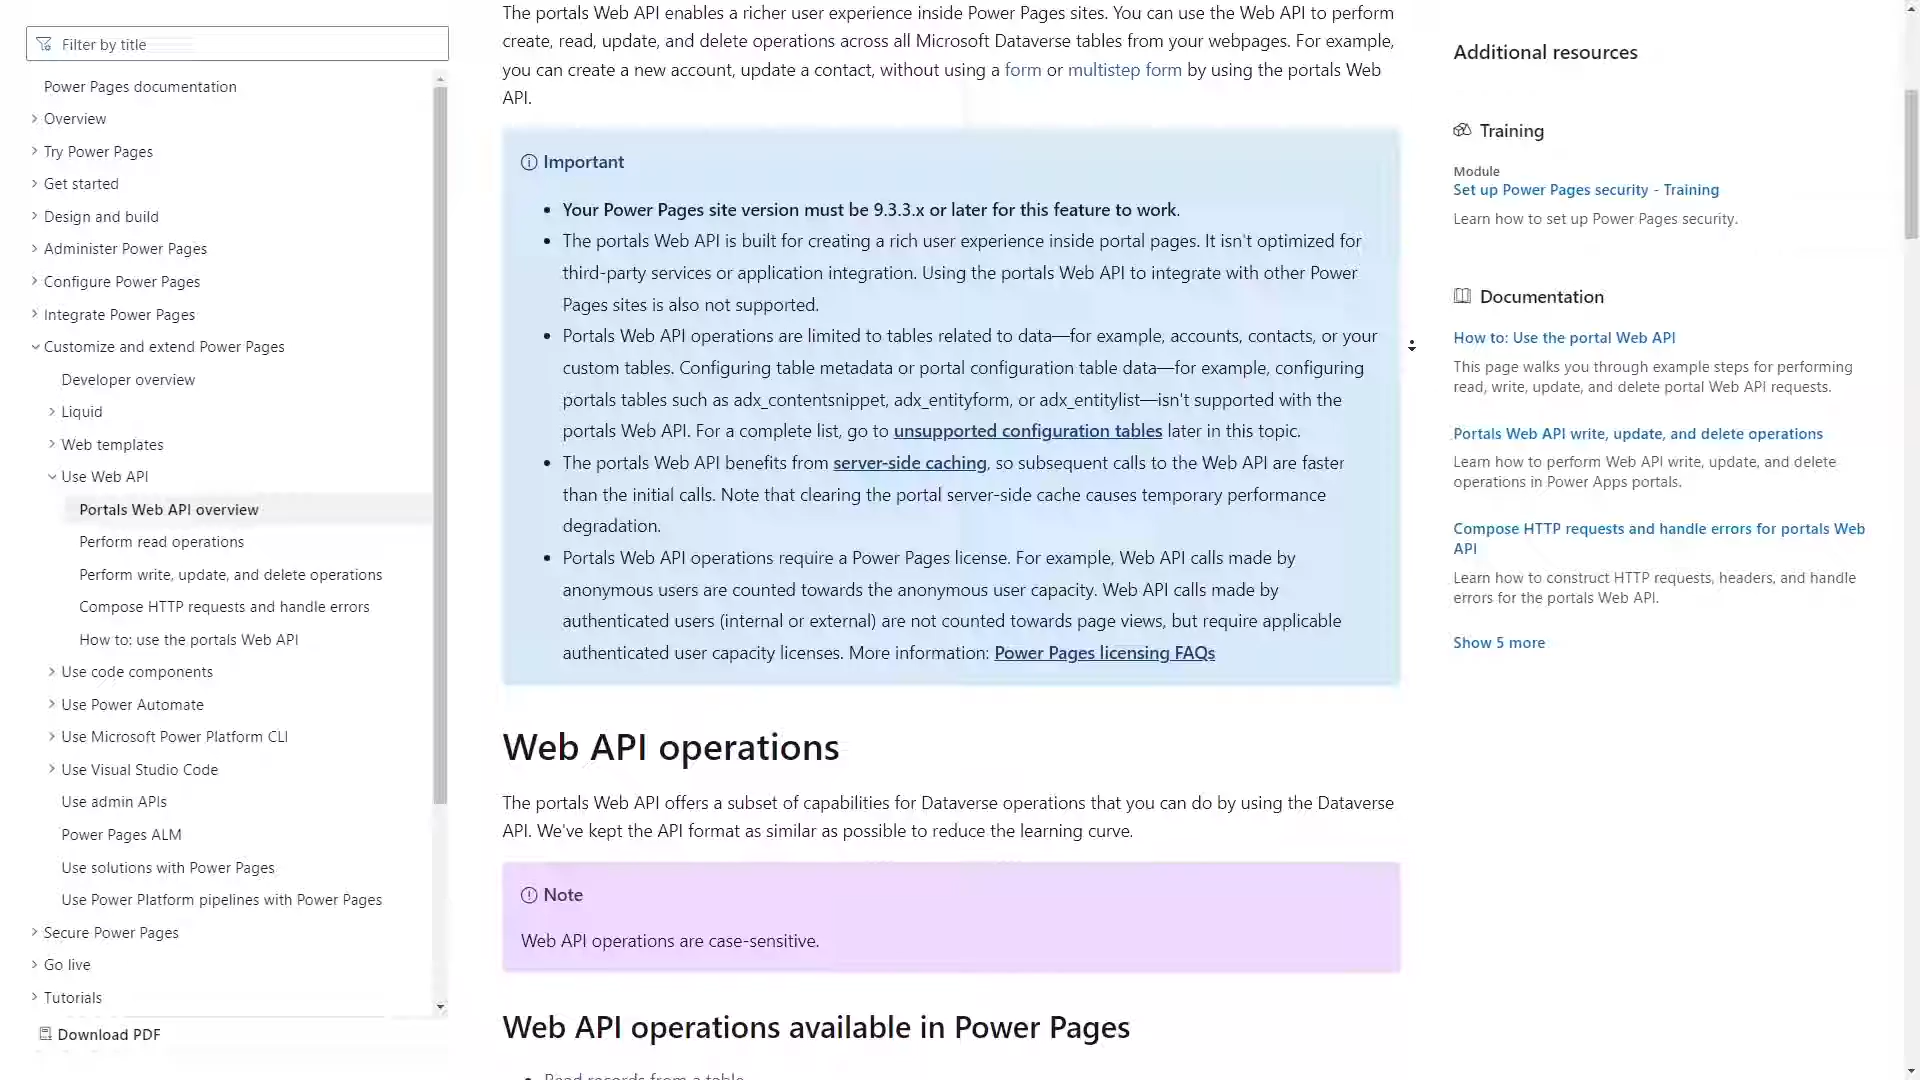 Filter by title
Power Pages documentation
Overview
Try Power Pages
Get started
Design and build
Administer Power Pages
Configure Power Pages
Integrate Power Pages
Customize and extend Power Pages
Developer overview
Liquid
Web templates
Use Web API
Portals Web API overview
Perform read operations
Perform write, update, and delete operations
Compose HTTP requests and handle errors
How to: use the portals Web API
Use code components
Use Power Automate
Use Microsoft Power Platform CLI
Use Visual Studio Code
Use admin APIs
Power Pages ALM
Use solutions with Power Pages
Use Power Platform pipelines with Power Pages
Secure Power Pages
Go live
Tutorials
Download PDF
The portals Web API enables a richer user experience inside Power Pages sites. You can use the Web API to perform
create, read, update, and delete operations across all Microsoft Dataverse tables from your webpages. For example,
you can create a new account, update a contact, without using a form or multistep form by using the portals Web
API.
Important
• Your Power Pages site version must be 9.3.3.x or later for this feature to work.
• The portals Web API is built for creating a rich user experience inside portal pages. It isn't optimized for
third-party services or application integration. Using the portals Web API to integrate with other Power
Pages sites is also not supported.
• Portals Web API operations are limited to tables related to data—for example, accounts, contacts, or your
custom tables. Configuring table metadata or portal configuration table data—for example, configuring
portals tables such as adx_contentsnippet, adx_entityform, or adx_entitylist—isn't supported with the
portals Web API. For a complete list, go to unsupported configuration tables later in this topic.
• The portals Web API benefits from server-side caching, so subsequent calls to the Web API are faster
than the initial calls. Note that clearing the portal server-side cache causes temporary performance
degradation.
• Portals Web API operations require a Power Pages license. For example, Web API calls made by
anonymous users are counted towards the anonymous user capacity. Web API calls made by
authenticated users (internal or external) are not counted towards page views, but require applicable
authenticated user capacity licenses. More information: Power Pages licensing FAQs
Web API operations
The portals Web API offers a subset of capabilities for Dataverse operations that you can do by using the Dataverse
API. We've kept the API format as similar as possible to reduce the learning curve.
Note
Web API operations are case-sensitive.
Web API operations available in Power Pages
• Read records from a table
Additional resources
Training
Module
Set up Power Pages security - Training
Learn how to set up Power Pages security.
Documentation
How to: Use the portal Web API
This page walks you through example steps for performing
read, write, update, and delete portal Web API requests.
Portals Web API write, update, and delete operations
Learn how to perform Web API write, update, and delete
operations in Power Apps portals.
Compose HTTP requests and handle errors for portals Web
API
Learn how to construct HTTP requests, headers, and handle
errors for the portals Web API.
Show 5 more